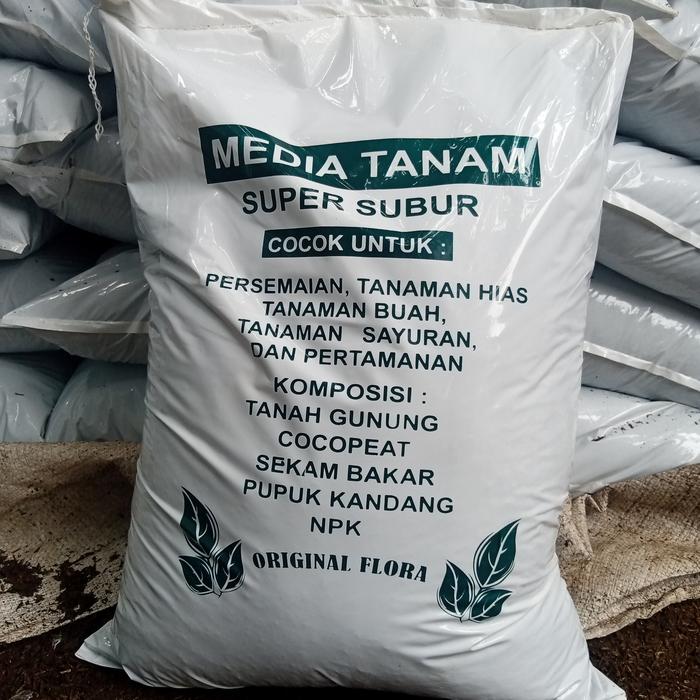 MEDIA TANAM
SUPER SUBUR
COCOK UNTUK :
PERSEMAIAN, TANAMAN HIAS
TANAMAN BUAH,
TANAMAN SAYURAN,
DAN PERTAMANAN
KOMPOSISI :
TANAH GUNUNG
COCOPEAT
SEKAM BAKAR
PUPUK KANDANG
NPK
ORIGINAL FLORA